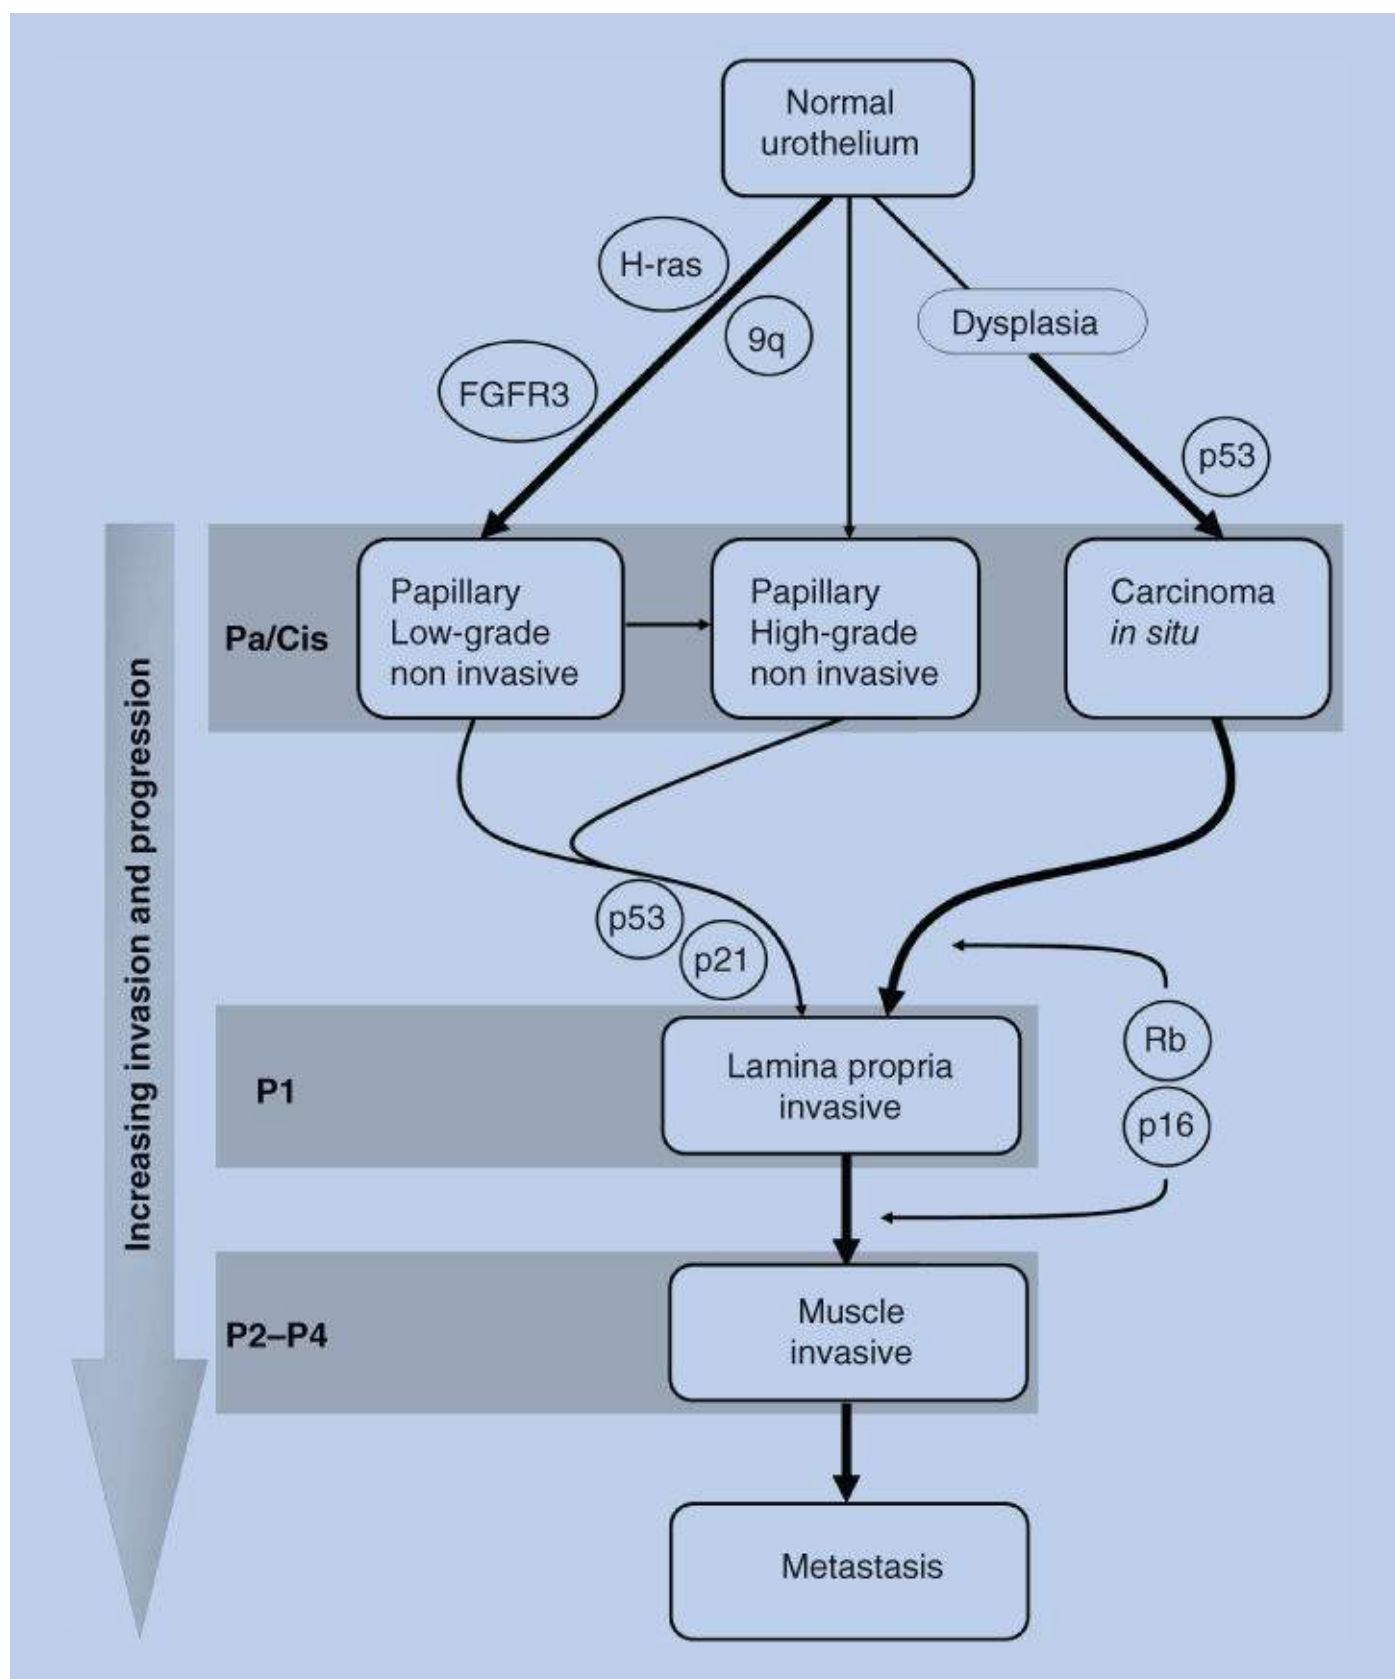 Normal
urothelium
H-ras
9q
Dysplasia
FGFR3
p53
Pa/Cis
Papillary
Low-grade
non invasive
Papillary
High-grade
non invasive
Carcinoma
in situ
Increasing invasion and progression
p53
p21
Rb
p16
P1
Lamina propria
invasive
P2–P4
Muscle
invasive
Metastasis